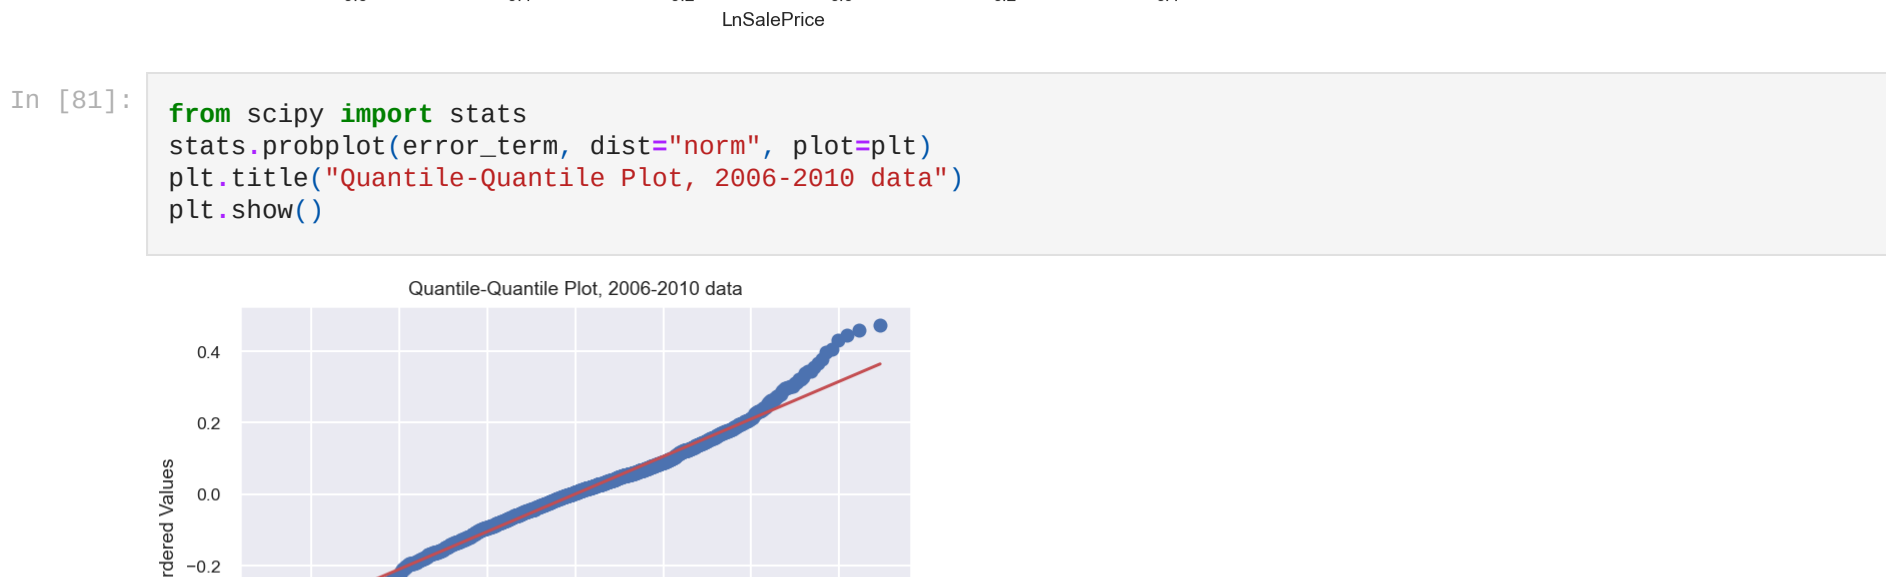 LnSalePrice
In [81]:
from scipy import stats
stats.probplot(error_term, dist="norm", plot=plt)
plt.title("Quantile-Quantile Plot, 2006-2010 data")
plt.show()
Quantile-Quantile Plot, 2006-2010 data
0.4
0.2
0.0
−0.2